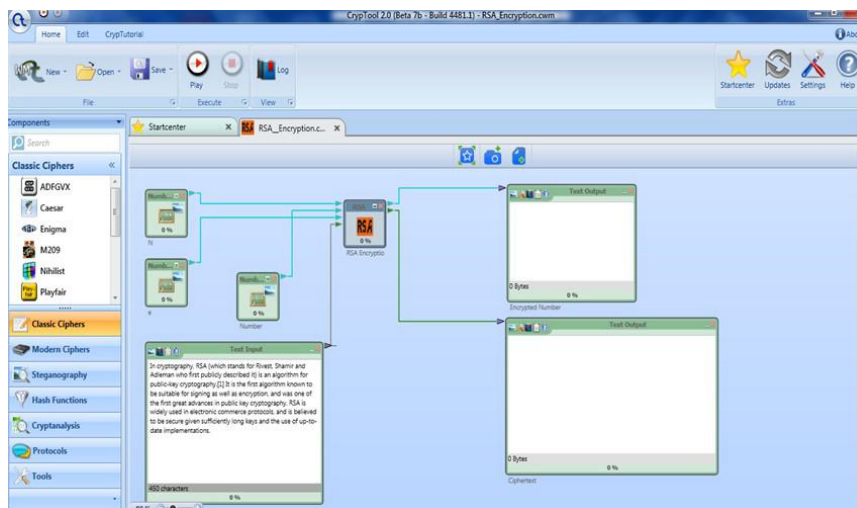 CrypTool 2.0 (Beta 7b - Build 4481.1) - RSA_Encryption.cwm
Home Edit CrypTutorial
New Open Save Play Stop Log Startcenter Updates Settings Help
File Execute View Extras
Components
Search
Classic Ciphers
ADFGVX
Caesar
Enigma
M209
Nihilist
Playfair
Classic Ciphers
Modern Ciphers
Steganography
Hash Functions
Cryptanalysis
Protocols
Tools
Startcenter RSA_Encryption.c...
Numb...
0 %
N
Numb...
0 %
e
Numb...
0 %
Number
RSA
RSA
0 %
RSA Encryptio
Text Input
In cryptography, RSA (which stands for Rivest, Shamir and
Adleman who first publicly described it) is an algorithm for
public-key cryptography.[1] It is the first algorithm known to
be suitable for signing as well as encryption, and was one of
the first great advances in public key cryptography. RSA is
widely used in electronic commerce protocols, and is believed
to be secure given sufficiently long keys and the use of up-to-
date implementations.
450 characters
0 %
Text Output
0 Bytes
0 %
Encrypted Number
Text Output
0 Bytes
0 %
Ciphertext